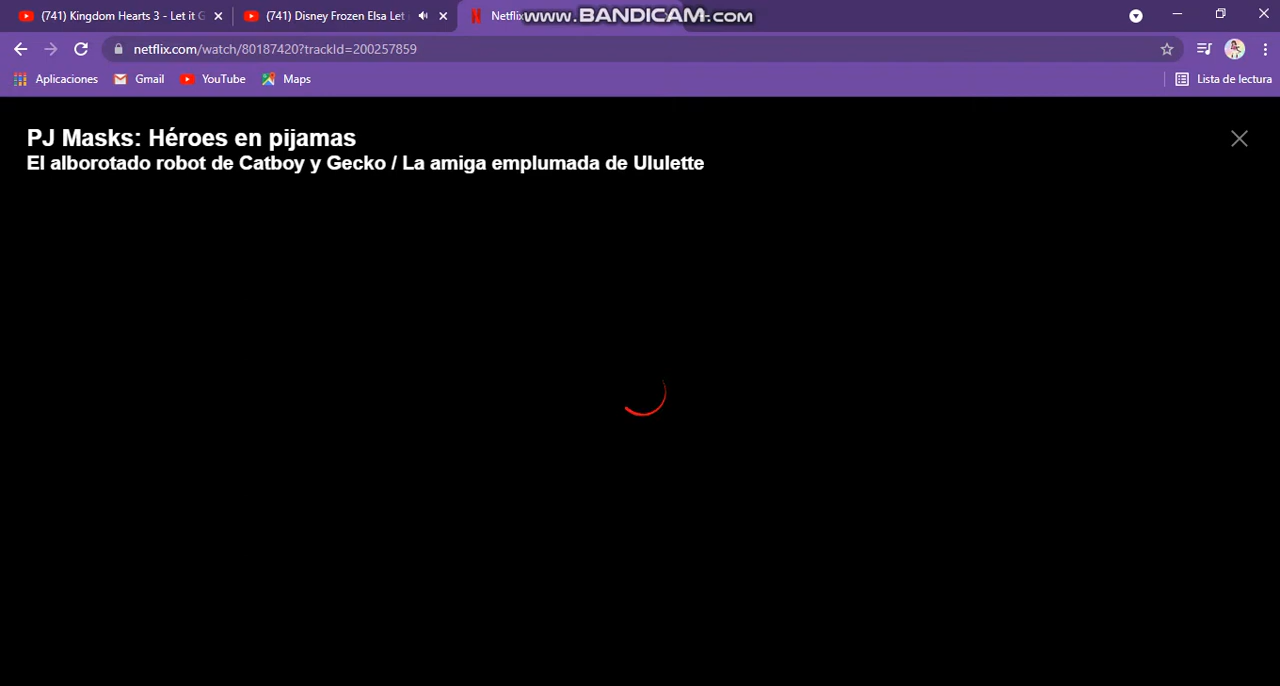 (741) Kingdom Hearts 3 - Let it G
(741) Disney Frozen Elsa Let
Netflix
www.BANDICAM.com
netflix.com/watch/80187420?trackId=200257859
Aplicaciones
Gmail
YouTube
Maps
Lista de lectura
PJ Masks: Héroes en pijamas
El alborotado robot de Catboy y Gecko / La amiga emplumada de Ululette